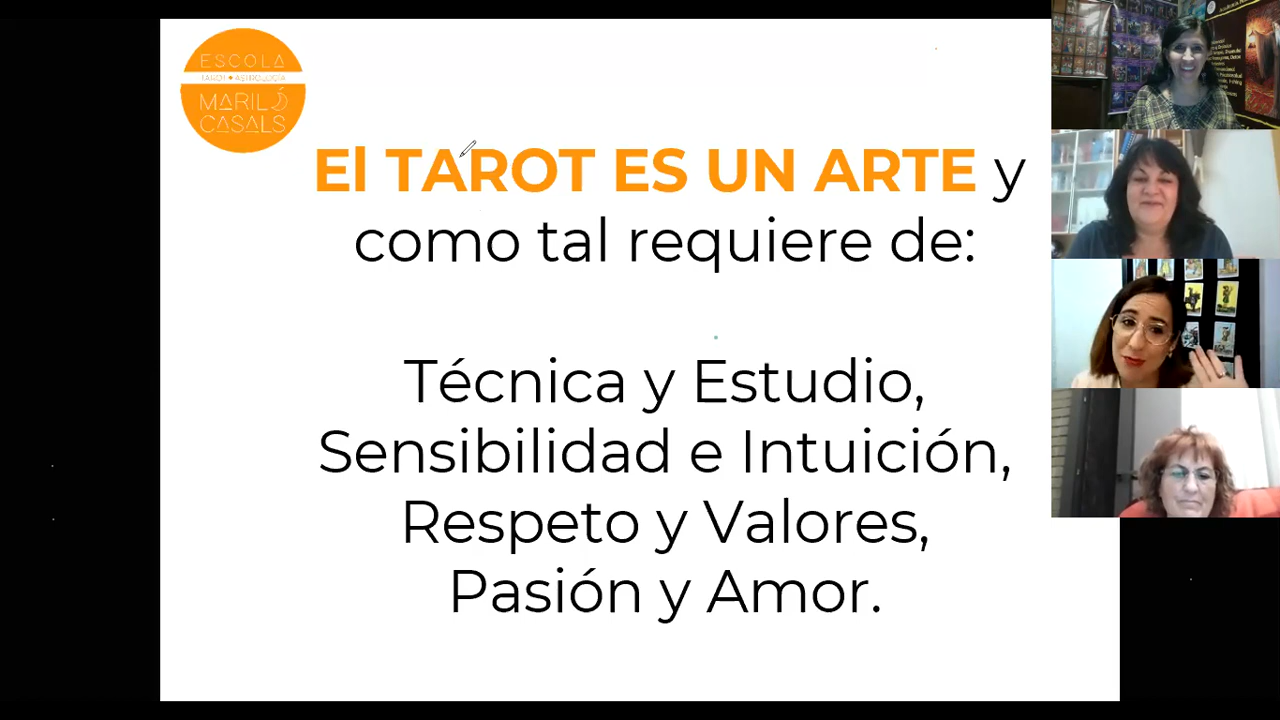 ESCOLA
TAROT • ASTROLOGÍA
MARILÓ
CASALS
El TAROT ES UN ARTE y
como tal requiere de:
Técnica y Estudio,
Sensibilidad e Intuición,
Respeto y Valores,
Pasión y Amor.